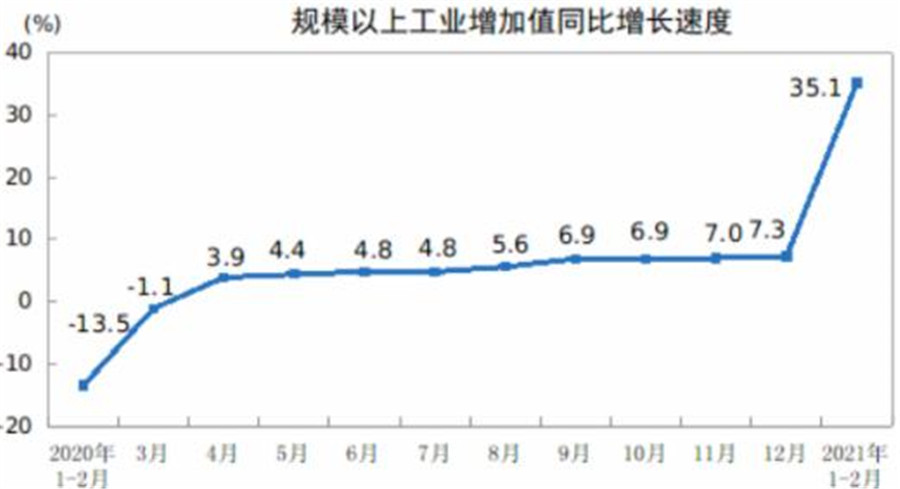 (%)
规模以上工业增加值同比增长速度
40
30
20
10
0
-10
-20
-13.5
-1.1
3.9
4.4
4.8
4.8
5.6
6.9
6.9
7.0
7.3
35.1
2020年
1-2月
3月
4月
5月
6月
7月
8月
9月
10月
11月
12月
2021年
1-2月